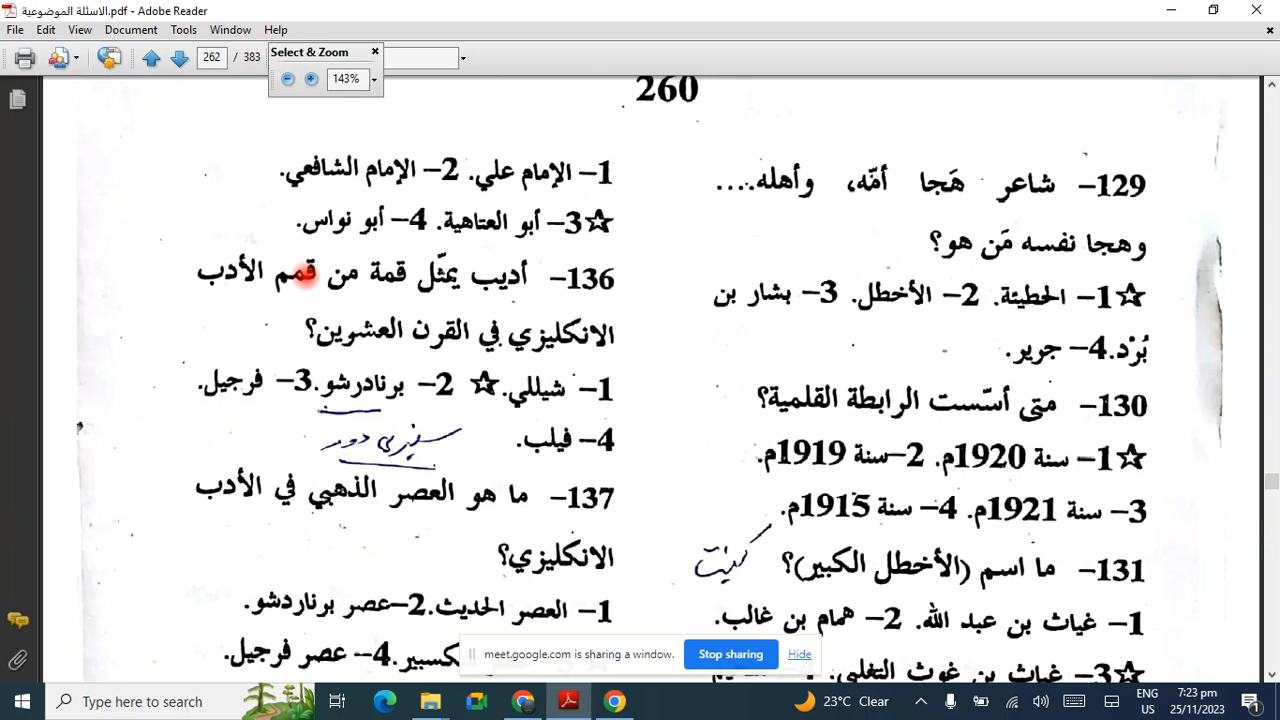 الاسئلة الموضوعية.pdf - Adobe Reader
File Edit View Document Tools Window Help
262 / 383
Select & Zoom
143%
260
129- شاعر هَجا أمّه، وأهله....
وهجا نفسه مَن هو؟
☆1- الحطيئة. 2- الأخطل. 3- بشار بن
بُرْد. 4- جرير.
130- متى أسّست الرابطة القلمية؟
☆1- سنة 1920م. 2-سنة 1919م.
3- سنة 1921م. 4- سنة 1915م.
131- ما اسم (الأخطل الكبير)؟
1- غياث بن عبد الله. 2- همام بن غالب.
☆3- غياث بن غوث التغلبي.
1- الإمام علي. 2- الإمام الشافعي.
☆3- أبو العتاهية. 4- أبو نواس.
136- أديب يمثّل قمة من قمم الأدب
الانكليزي في القرن العشوين؟
1- شيللي. ☆ 2- برنادرشو.3- فرجيل.
4- فيلب.
137- ما هو العصر الذهبي في الأدب
الانكليزي؟
1- العصر الحديث.2-عصر برناردشو.
كسبير. 4- عصر فرجيل.
meet.google.com is sharing a window. Stop sharing Hide
Type here to search
23°C Clear
ENG
US
7:23 pm
25/11/2023
1